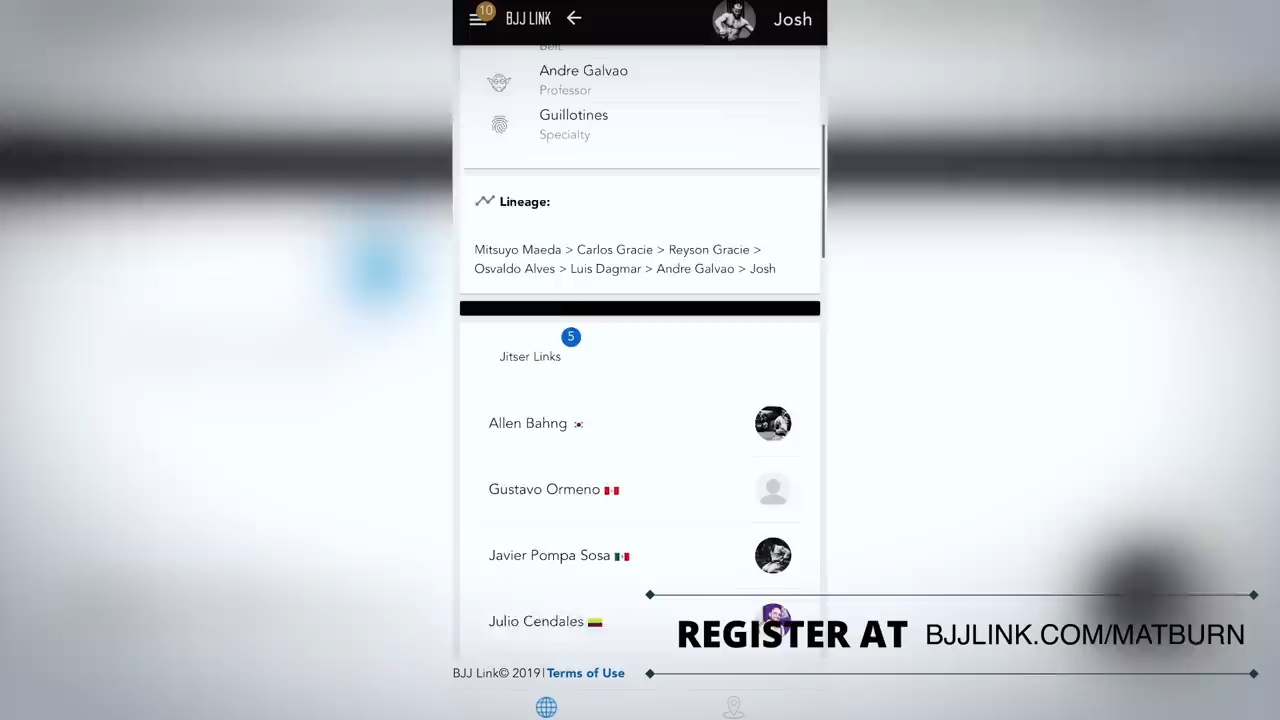 10
BJJ LINK
Josh
Belt
Andre Galvao
Professor
Guillotines
Specialty
Lineage:
Mitsuyo Maeda > Carlos Gracie > Reyson Gracie >
Osvaldo Alves > Luis Dagmar > Andre Galvao > Josh
5
Jitser Links
Allen Bahng
Gustavo Ormeno
Javier Pompa Sosa
Julio Cendales
REGISTER AT BJJLINK.COM/MATBURN
BJJ Link© 2019|Terms of Use